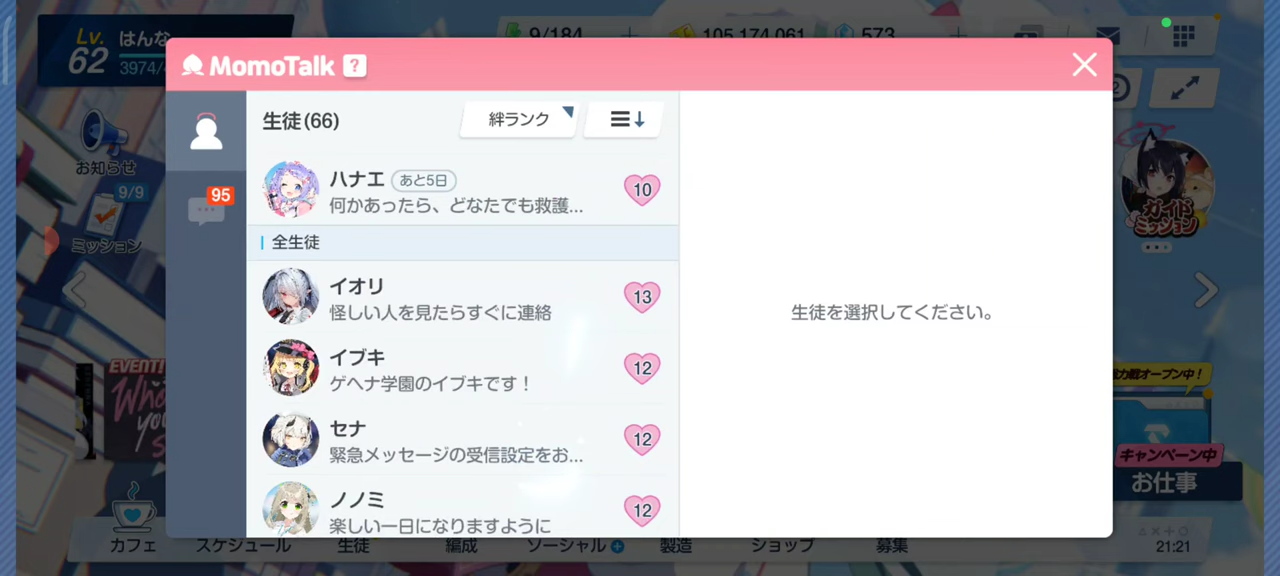 Lv.
62
はんな
3974/
9/184
105,174,061
573
MomoTalk ?
お知らせ
9/9
ミッション
95
生徒(66)
絆ランク
ハナエ あと5日
何かあったら、どなたでも救護...
10
全生徒
イオリ
怪しい人を見たらすぐに連絡
13
イブキ
ゲヘナ学園のイブキです！
12
セナ
緊急メッセージの受信設定をお...
12
ノノミ
楽しい一日になりますように
12
生徒を選択してください。
ガイド
ミッション
EVENT!
力戦オープン中！
キャンペーン中
お仕事
カフェ
スケジュール
生徒
編成
ソーシャル
製造
ショップ
募集
21:21